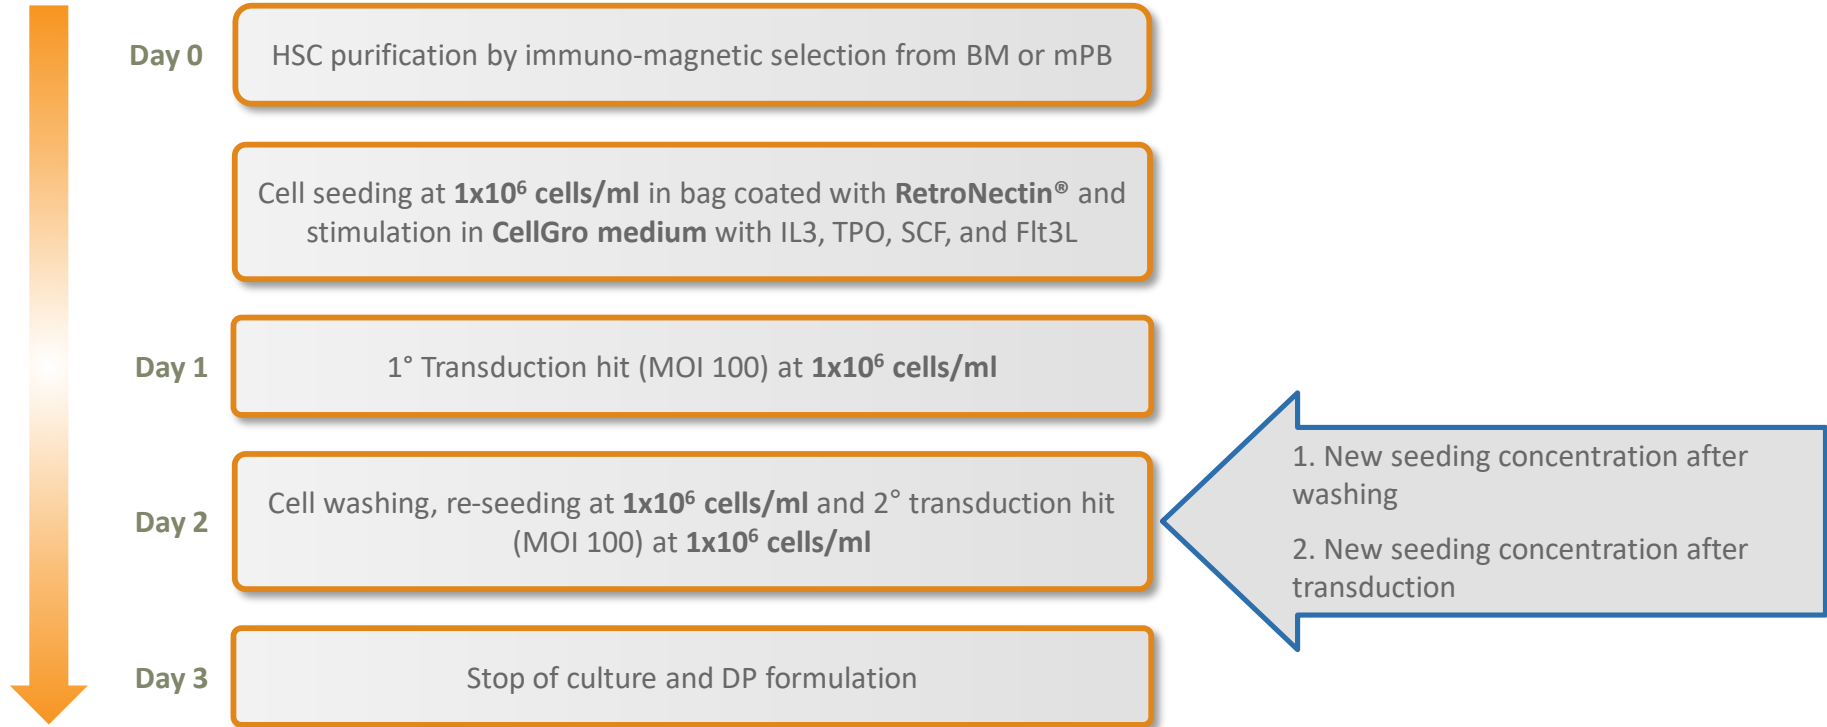 Day 0
HSC purification by immuno-magnetic selection from BM or mPB
Cell seeding at 1x10⁶ cells/ml in bag coated with RetroNectin® and
stimulation in CellGro medium with IL3, TPO, SCF, and Flt3L
Day 1
1° Transduction hit (MOI 100) at 1x10⁶ cells/ml
Day 2
Cell washing, re-seeding at 1x10⁶ cells/ml and 2° transduction hit
(MOI 100) at 1x10⁶ cells/ml
1. New seeding concentration after
washing
2. New seeding concentration after
transduction
Day 3
Stop of culture and DP formulation